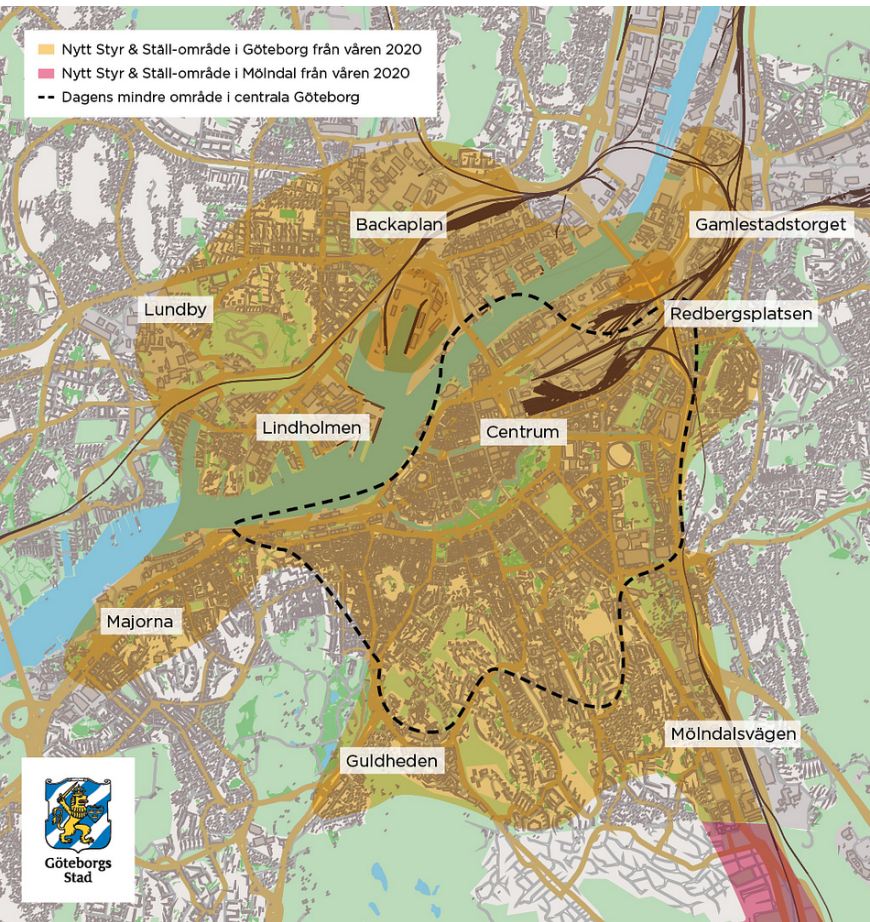 Nytt Styr & Ställ-område i Göteborg från våren 2020
Nytt Styr & Ställ-område i Mölndal från våren 2020
Dagens mindre område i centrala Göteborg
Backaplan
Gamlestadstorget
Lundby
Redbergsplatsen
Lindholmen
Centrum
Majorna
Mölndalsvägen
Guldheden
Göteborgs
Stad